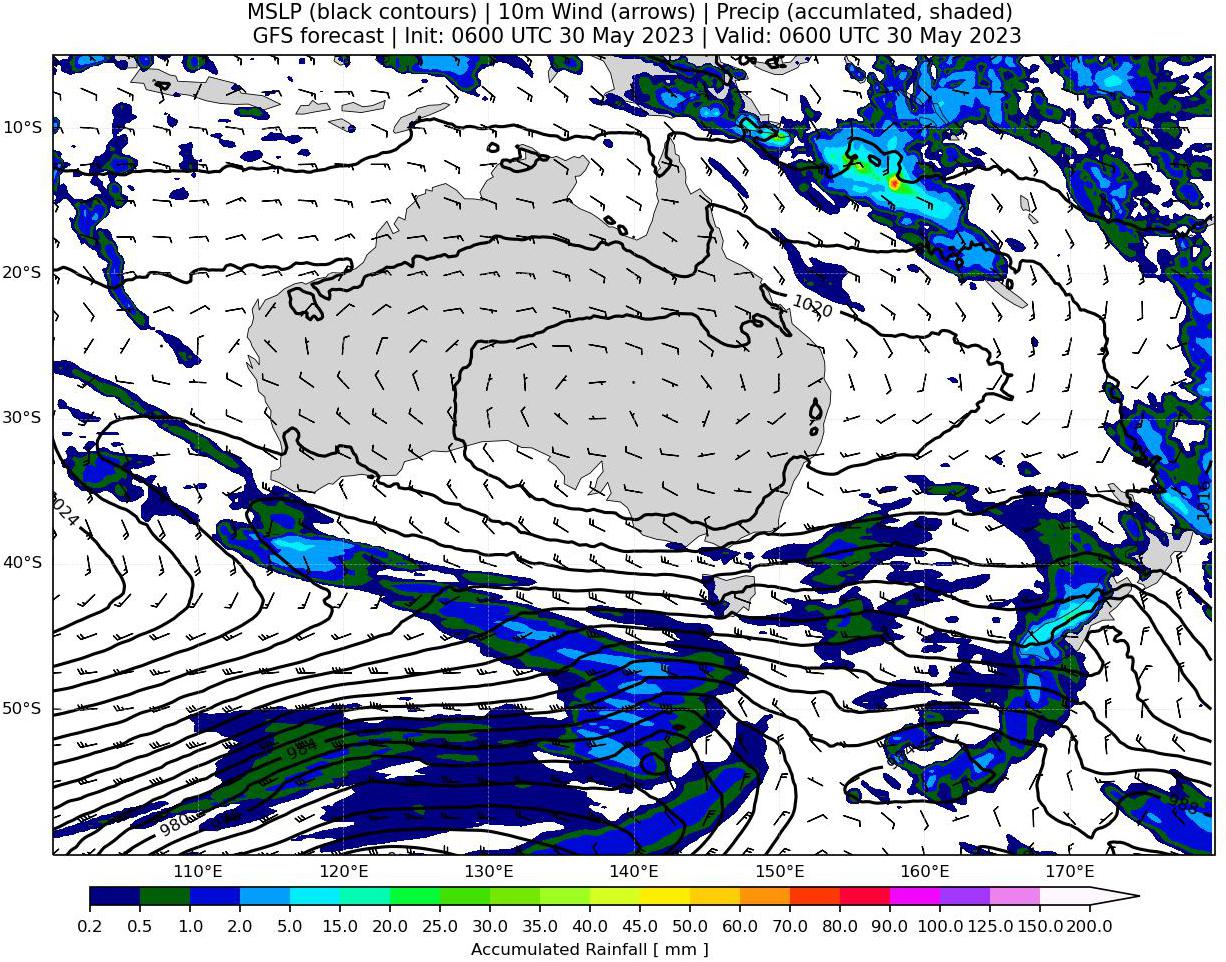 MSLP (black contours) | 10m Wind (arrows) | Precip (accumlated, shaded)
GFS forecast | Init: 0600 UTC 30 May 2023 | Valid: 0600 UTC 30 May 2023
10°S
20°S
1020
30°S
1024
1016
40°S
50°S
984
988
980
110°E 120°E 130°E 140°E 150°E 160°E 170°E
0.2 0.5 1.0 2.0 5.0 10.0 15.0 20.0 25.0 30.0 35.0 40.0 45.0 50.0 60.0 70.0 80.0 90.0 100.0 125.0 150.0 200.0
Accumulated Rainfall [ mm ]